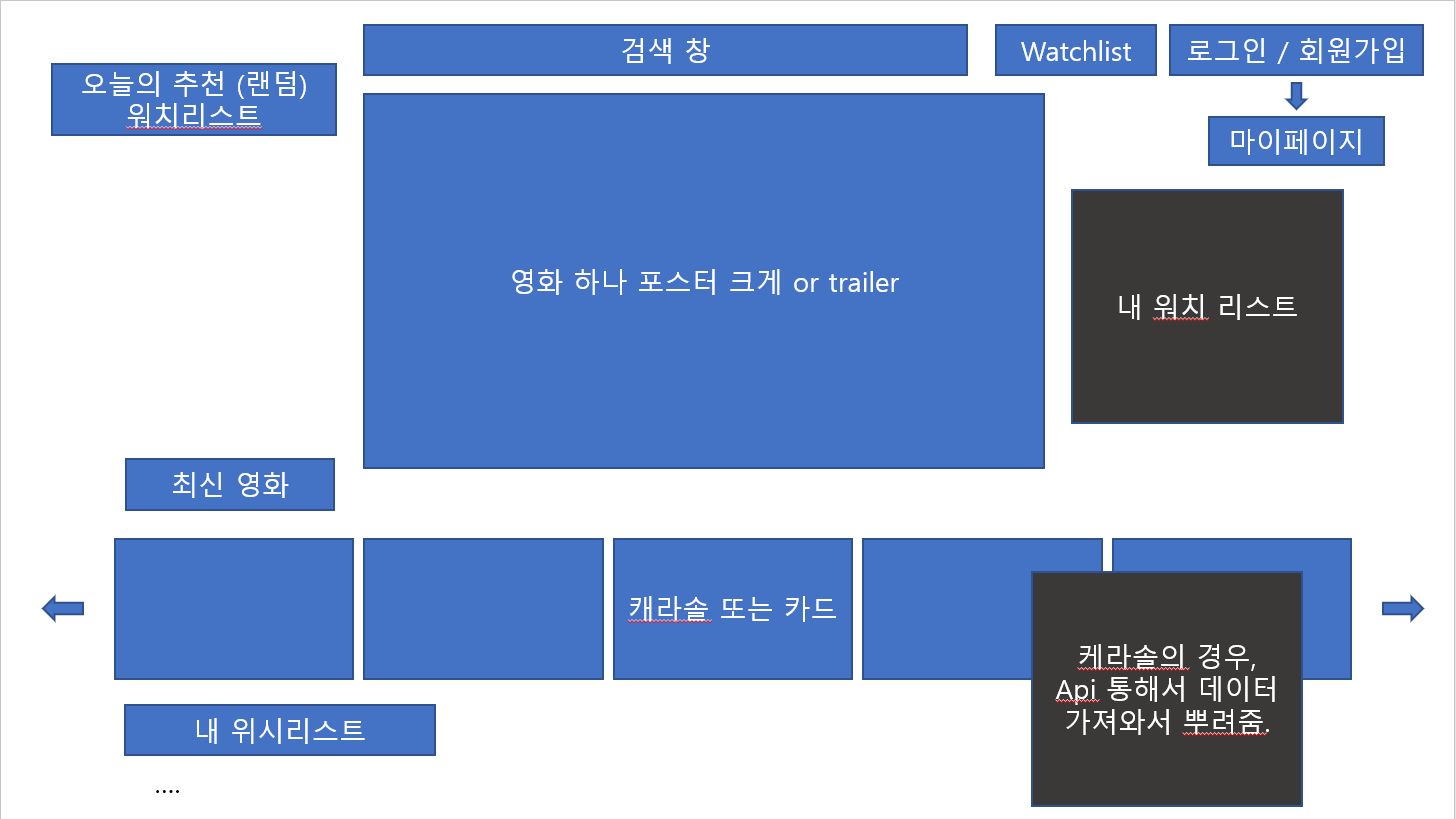 검색 창
Watchlist
로그인 / 회원가입
오늘의 추천 (랜덤)
워치리스트
마이페이지
영화 하나 포스터 크게 or trailer
내 워치 리스트
최신 영화
캐라솔 또는 카드
케라솔의 경우,
Api 통해서 데이터
가져와서 뿌려줌.
내 위시리스트
....